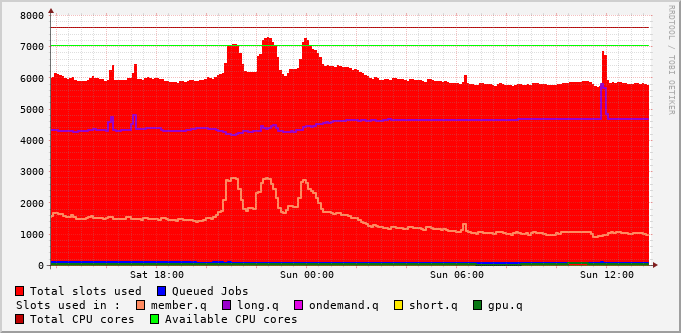 8000
7000
6000
5000
4000
3000
2000
1000
0
Sat 18:00 Sun 00:00 Sun 06:00 Sun 12:00
Total slots used Queued Jobs
Slots used in : member.q long.q ondemand.q short.q gpu.q
Total CPU cores Available CPU cores
RRDTOOL / TOBI OETIKER